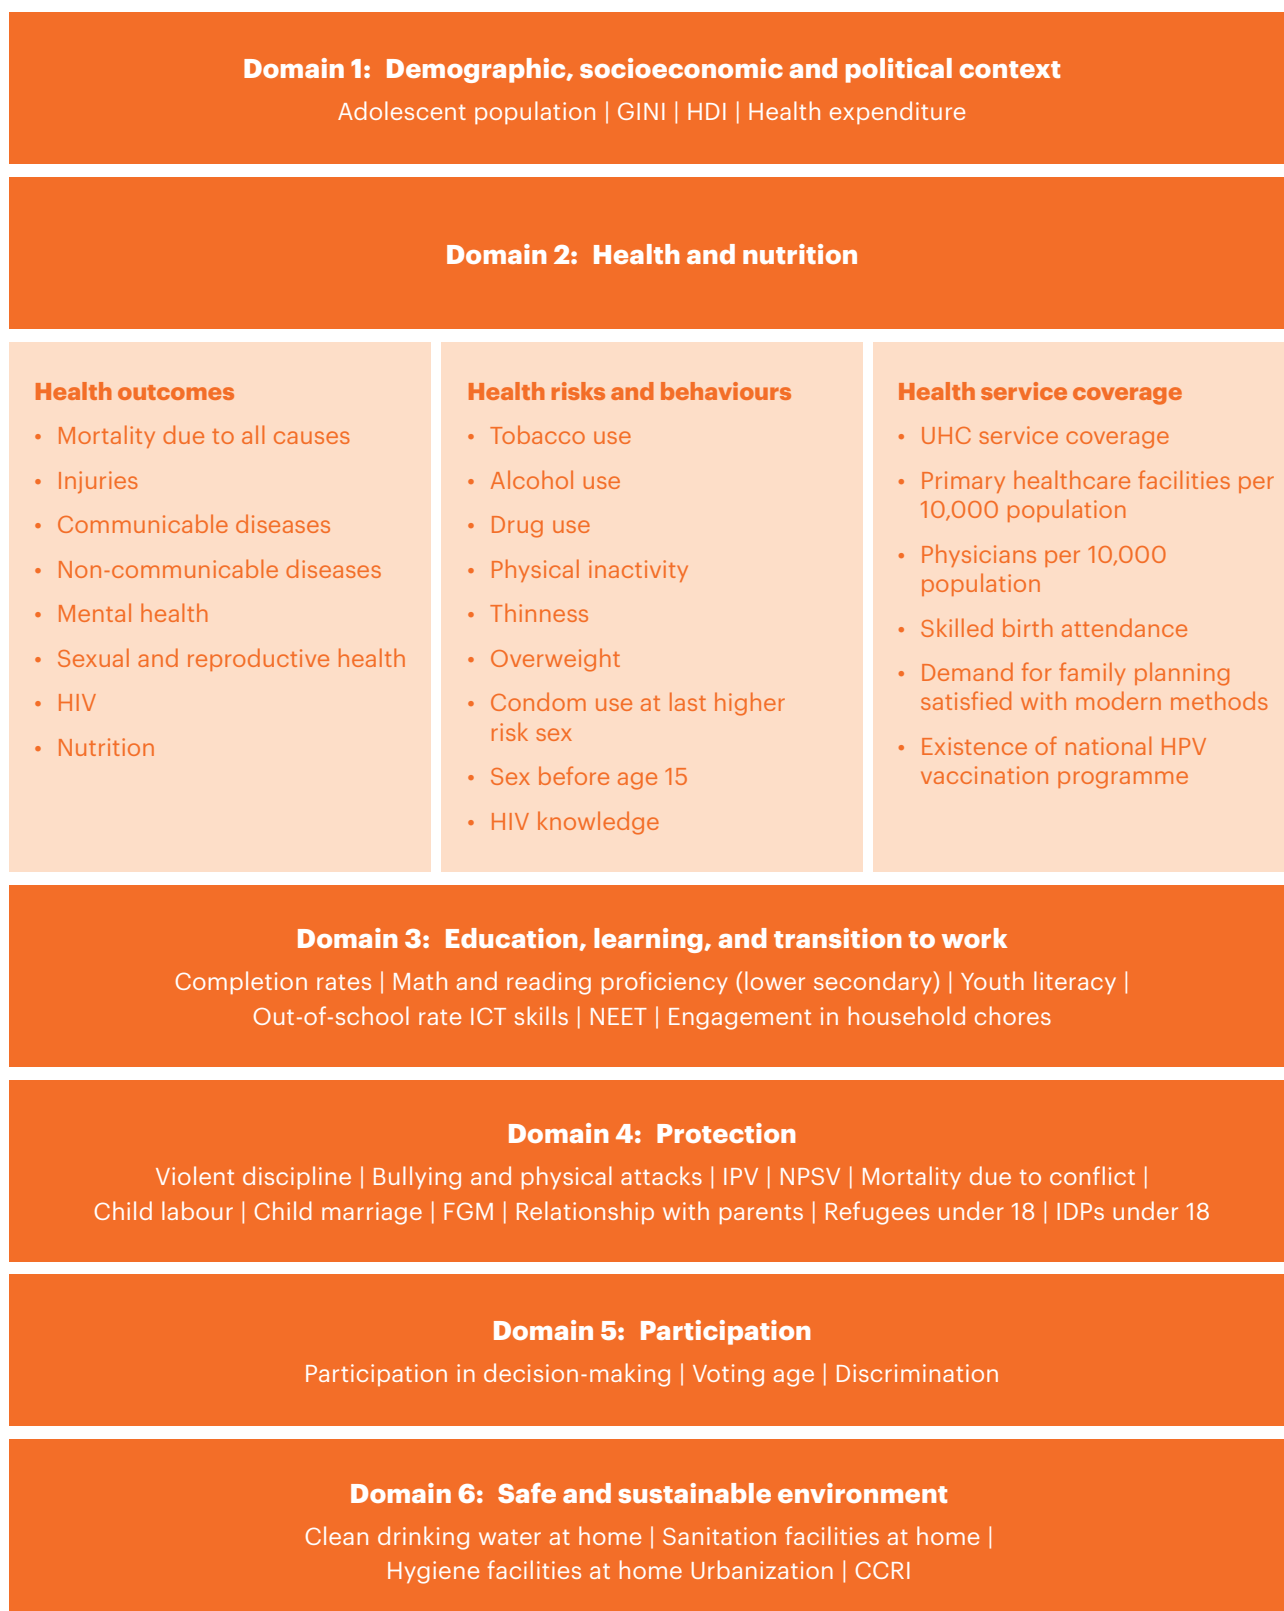 Domain 1: Demographic, socioeconomic and political context
Adolescent population | GINI | HDI | Health expenditure
Domain 2: Health and nutrition
Health outcomes
• Mortality due to all causes
• Injuries
• Communicable diseases
• Non-communicable diseases
• Mental health
• Sexual and reproductive health
• HIV
• Nutrition
Health risks and behaviours
• Tobacco use
• Alcohol use
• Drug use
• Physical inactivity
• Thinness
• Overweight
• Condom use at last higher
risk sex
• Sex before age 15
• HIV knowledge
Health service coverage
• UHC service coverage
• Primary healthcare facilities per
10,000 population
• Physicians per 10,000
population
• Skilled birth attendance
• Demand for family planning
satisfied with modern methods
• Existence of national HPV
vaccination programme
Domain 3: Education, learning, and transition to work
Completion rates | Math and reading proficiency (lower secondary) | Youth literacy |
Out-of-school rate ICT skills | NEET | Engagement in household chores
Domain 4: Protection
Violent discipline | Bullying and physical attacks | IPV | NPSV | Mortality due to conflict |
Child labour | Child marriage | FGM | Relationship with parents | Refugees under 18 | IDPs under 18
Domain 5: Participation
Participation in decision-making | Voting age | Discrimination
Domain 6: Safe and sustainable environment
Clean drinking water at home | Sanitation facilities at home |
Hygiene facilities at home Urbanization | CCRI